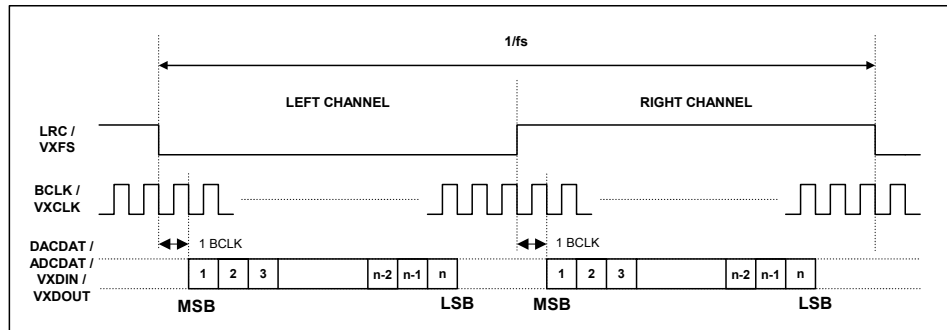 1/fs
LEFT CHANNEL
RIGHT CHANNEL
LRC /
VXFS
BCLK /
VXCLK
1 BCLK
1 BCLK
DACDAT /
ADCDAT /
VXDIN /
VXDOUT
1 2 3 n-2 n-1 n 1 2 3 n-2 n-1 n
MSB LSB MSB LSB